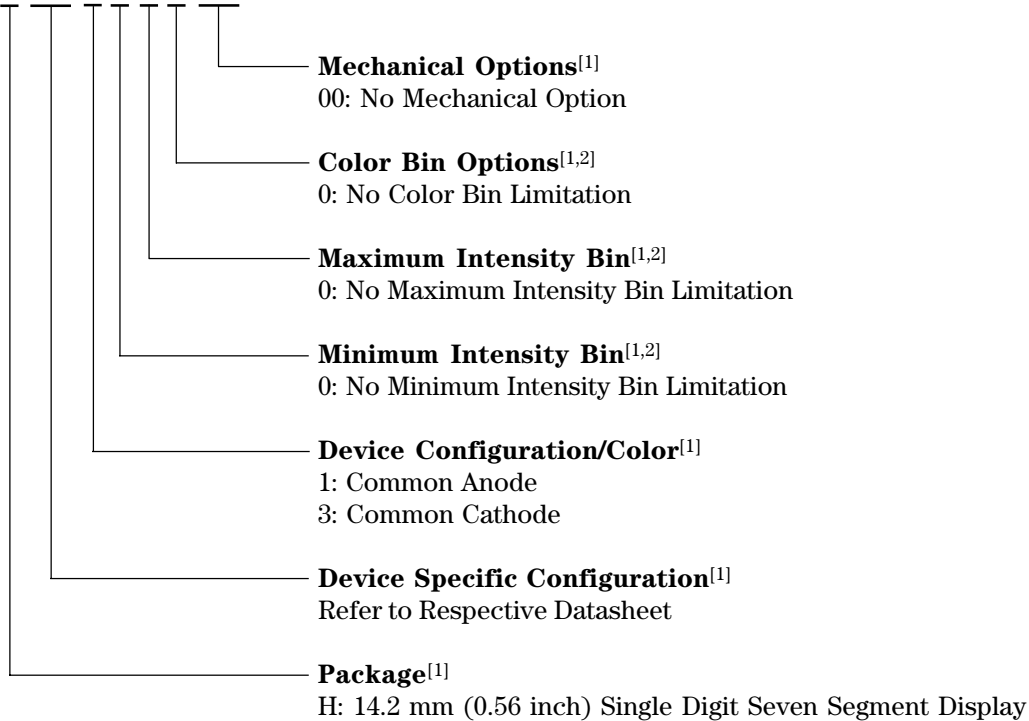 Mechanical Options[1]
00: No Mechanical Option
Color Bin Options[1,2]
0: No Color Bin Limitation
Maximum Intensity Bin[1,2]
0: No Maximum Intensity Bin Limitation
Minimum Intensity Bin[1,2]
0: No Minimum Intensity Bin Limitation
Device Configuration/Color[1]
1: Common Anode
3: Common Cathode
Device Specific Configuration[1]
Refer to Respective Datasheet
Package[1]
H: 14.2 mm (0.56 inch) Single Digit Seven Segment Display